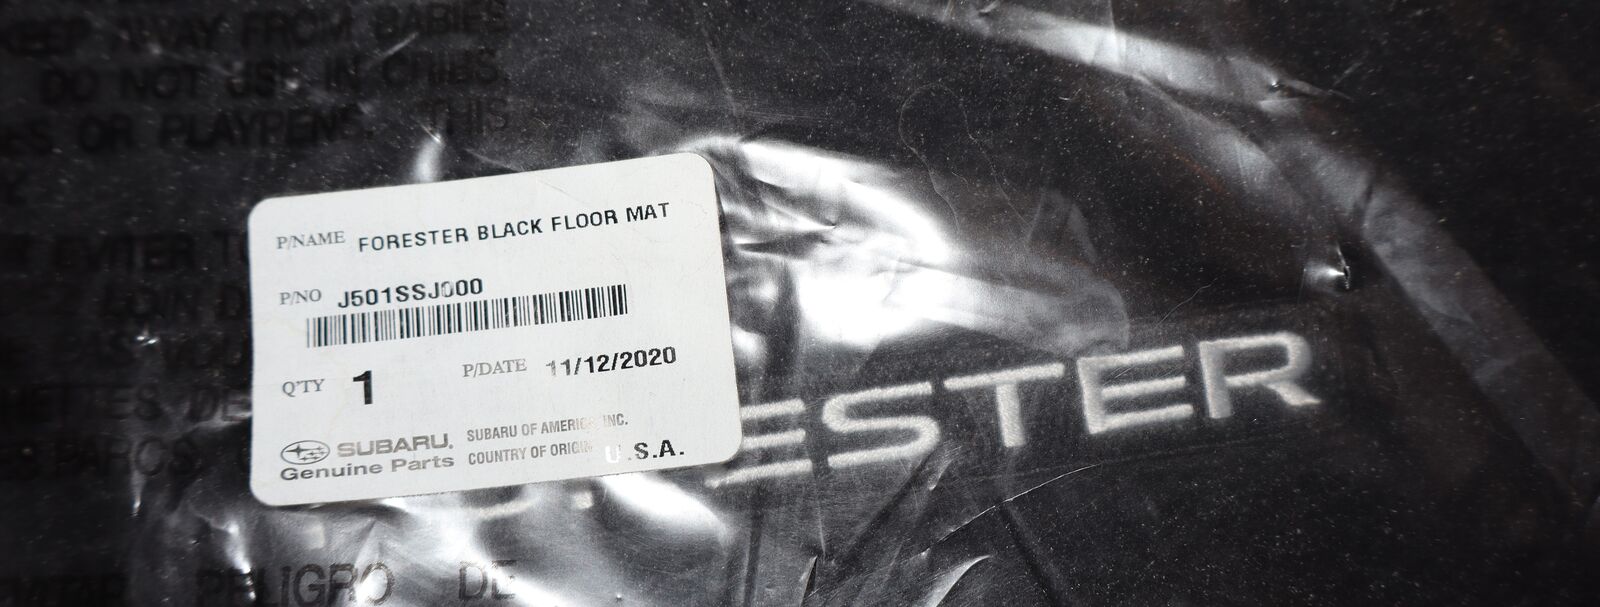 KEEP AWAY FROM BABIES
DO NOT USE IN CRIBS,
OR PLAYPENS. THIS
P/NAME FORESTER BLACK FLOOR MAT
P/NO J501SSJ000
Q'TY 1 P/DATE 11/12/2020
SUBARU. SUBARU OF AMERICA INC.
Genuine Parts COUNTRY OF ORIGIN U.S.A.
ESTER
EVITER
DE
PELIGRO DE